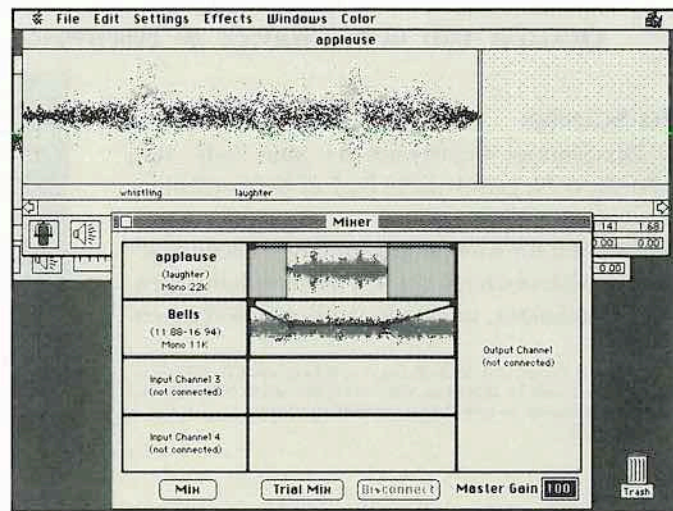 File Edit Settings Effects Windows Color
applause
whistling laughter
14 1.68
0.00 0.00
0.00
Mixer
applause
(laughter)
Mono 22K
Bells
(11.88-16.94)
Mono 11K
Input Channel 3
(not connected)
Input Channel 4
(not connected)
Output Channel
(not connected)
Mix Trial Mix Disconnect Master Gain 100
Trash